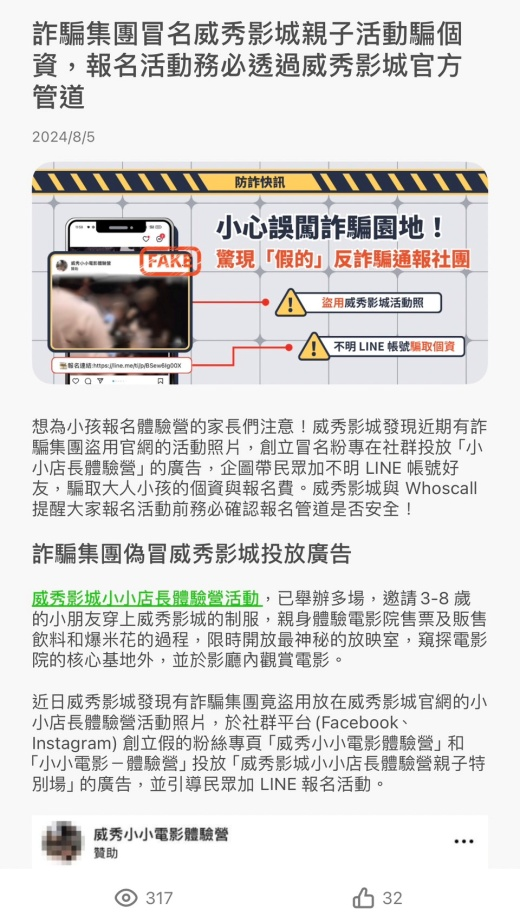 詐騙集團冒名威秀影城親子活動騙個
資，報名活動務必透過威秀影城官方
管道
2024/8/5
防詐快訊
小心誤闖詐騙園地！
驚現「假的」反詐騙通報社團
威秀小小電影體驗營
贊助
FAKE
盜用威秀影城活動照
不明 LINE 帳號騙取個資
報名連結:https://line.me/ti/p/BSew6Ig00X
想為小孩報名體驗營的家長們注意！威秀影城發現近期有詐
騙集團盜用官網的活動照片，創立冒名粉專在社群投放「小
小店長體驗營」的廣告，企圖帶民眾加不明 LINE 帳號好
友，騙取大人小孩的個資與報名費。威秀影城與 Whoscall
提醒大家報名活動前務必確認報名管道是否安全！
詐騙集團偽冒威秀影城投放廣告
威秀影城小小店長體驗營活動，已舉辦多場，邀請 3-8 歲
的小朋友穿上威秀影城的制服，親身體驗電影院售票及販售
飲料和爆米花的過程，限時開放最神秘的放映室，窺探電影
院的核心基地外，並於影廳內觀賞電影。
近日威秀影城發現有詐騙集團竟盜用放在威秀影城官網的小
小店長體驗營活動照片，於社群平台 (Facebook、
Instagram) 創立假的粉絲專頁「威秀小小電影體驗營」和
「小小電影－體驗營」投放「威秀影城小小店長體驗營親子特
別場」的廣告，並引導民眾加 LINE 報名活動。
威秀小小電影體驗營
贊助
317
32